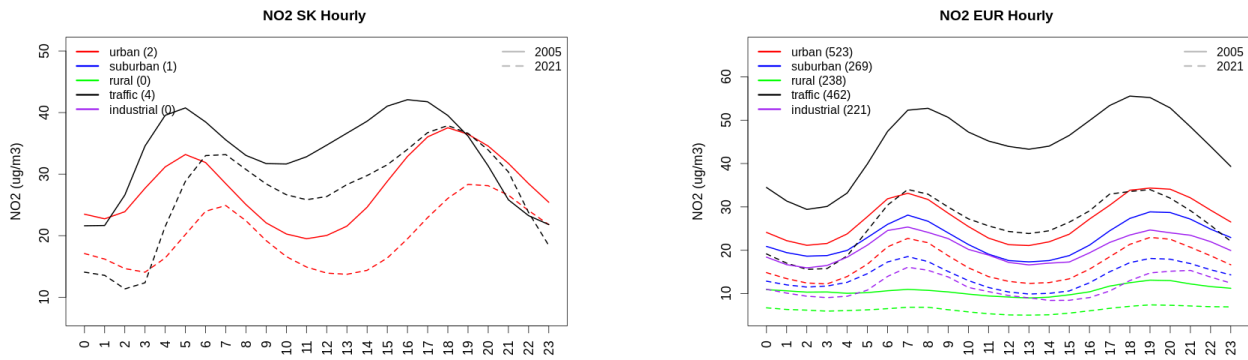 NO2 SK Hourly
NO2 (ug/m3)
50
40
30
20
10
urban (2)
suburban (1)
rural (0)
traffic (4)
industrial (0)
2005
2021
0 1 2 3 4 5 6 7 8 9 10 11 12 13 14 15 16 17 18 19 20 21 22 23
NO2 EUR Hourly
NO2 (ug/m3)
60
50
40
30
20
10
urban (523)
suburban (269)
rural (238)
traffic (462)
industrial (221)
2005
2021
0 1 2 3 4 5 6 7 8 9 10 11 12 13 14 15 16 17 18 19 20 21 22 23